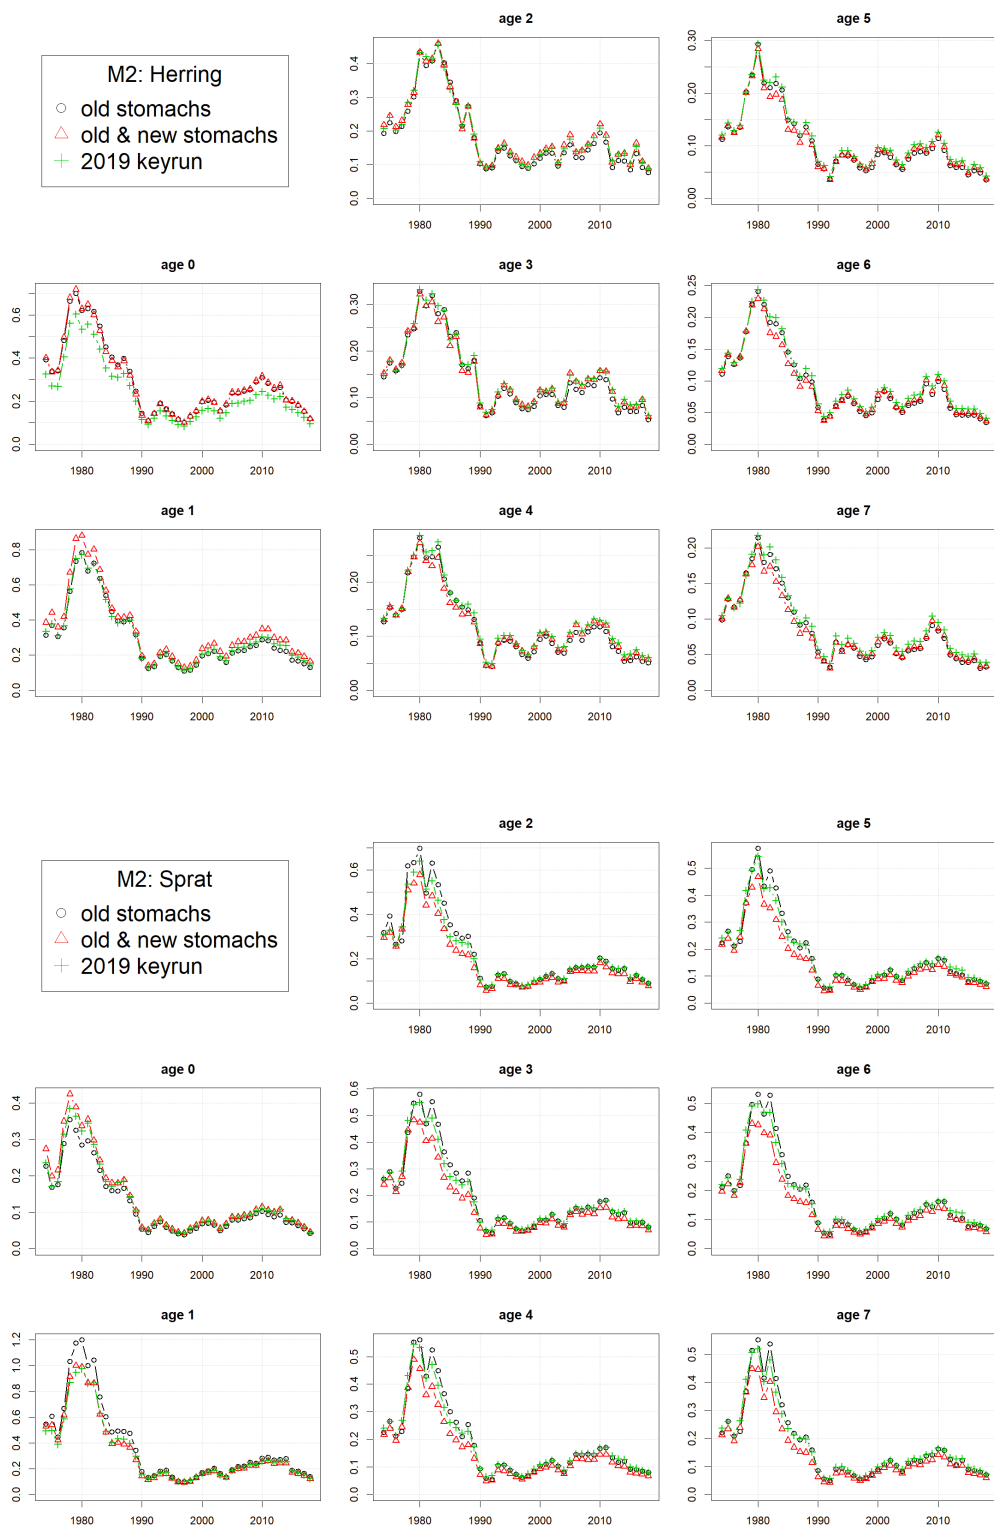 M2: Herring
old stomachs
old & new stomachs
2019 keyrun
age 2
0.0 0.1 0.2 0.3 0.4
1980 1990 2000 2010
age 5
0.00 0.10 0.20 0.30
1980 1990 2000 2010
age 0
0.0 0.2 0.4 0.6
1980 1990 2000 2010
age 3
0.00 0.10 0.20 0.30
1980 1990 2000 2010
age 6
0.00 0.05 0.10 0.15 0.20 0.25
1980 1990 2000 2010
age 1
0.0 0.2 0.4 0.6 0.8
1980 1990 2000 2010
age 4
0.00 0.10 0.20
1980 1990 2000 2010
age 7
0.00 0.05 0.10 0.15 0.20
1980 1990 2000 2010
M2: Sprat
old stomachs
old & new stomachs
2019 keyrun
age 2
0.0 0.2 0.4 0.6
1980 1990 2000 2010
age 5
0.0 0.1 0.2 0.3 0.4 0.5
1980 1990 2000 2010
age 0
0.0 0.1 0.2 0.3 0.4
1980 1990 2000 2010
age 3
0.0 0.1 0.2 0.3 0.4 0.5 0.6
1980 1990 2000 2010
age 6
0.0 0.1 0.2 0.3 0.4 0.5
1980 1990 2000 2010
age 1
0.0 0.2 0.4 0.6 0.8 1.0 1.2
1980 1990 2000 2010
age 4
0.0 0.1 0.2 0.3 0.4 0.5
1980 1990 2000 2010
age 7
0.0 0.1 0.2 0.3 0.4 0.5
1980 1990 2000 2010